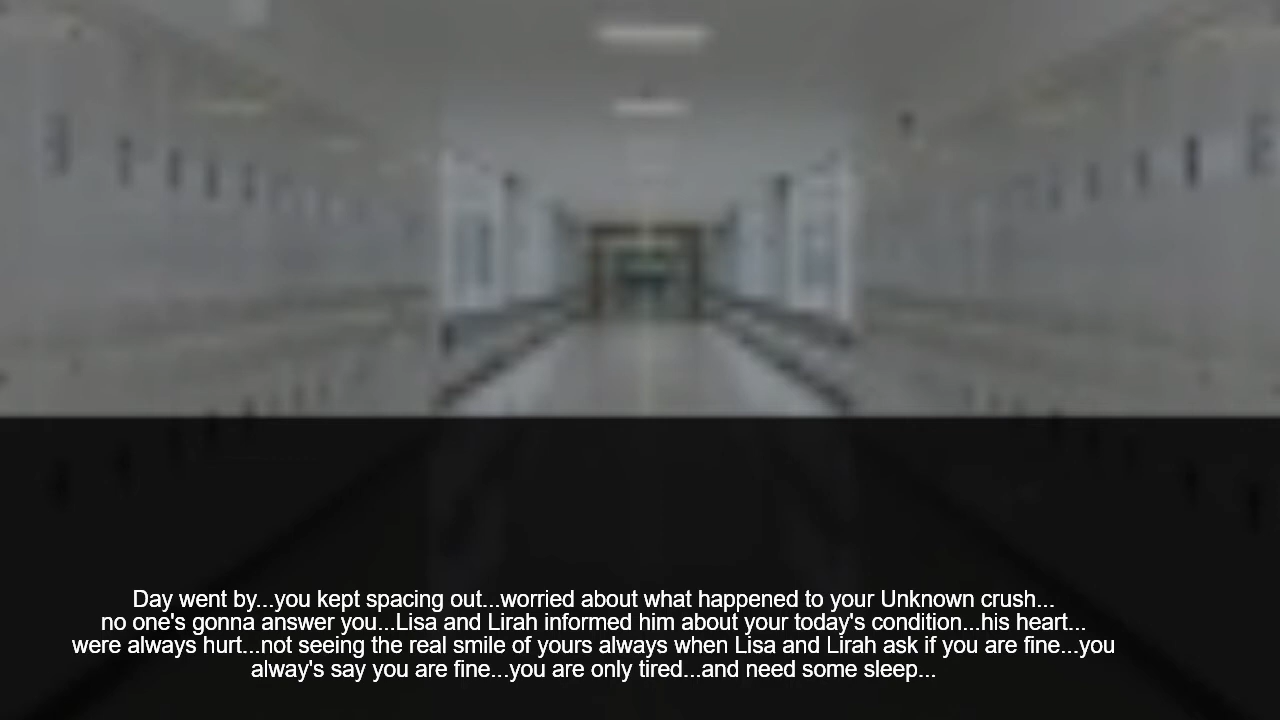 Day went by...you kept spacing out...worried about what happened to your Unknown crush...
no one's gonna answer you...Lisa and Lirah informed him about your today's condition...his heart...
were always hurt...not seeing the real smile of yours always when Lisa and Lirah ask if you are fine...you
alway's say you are fine...you are only tired...and need some sleep...